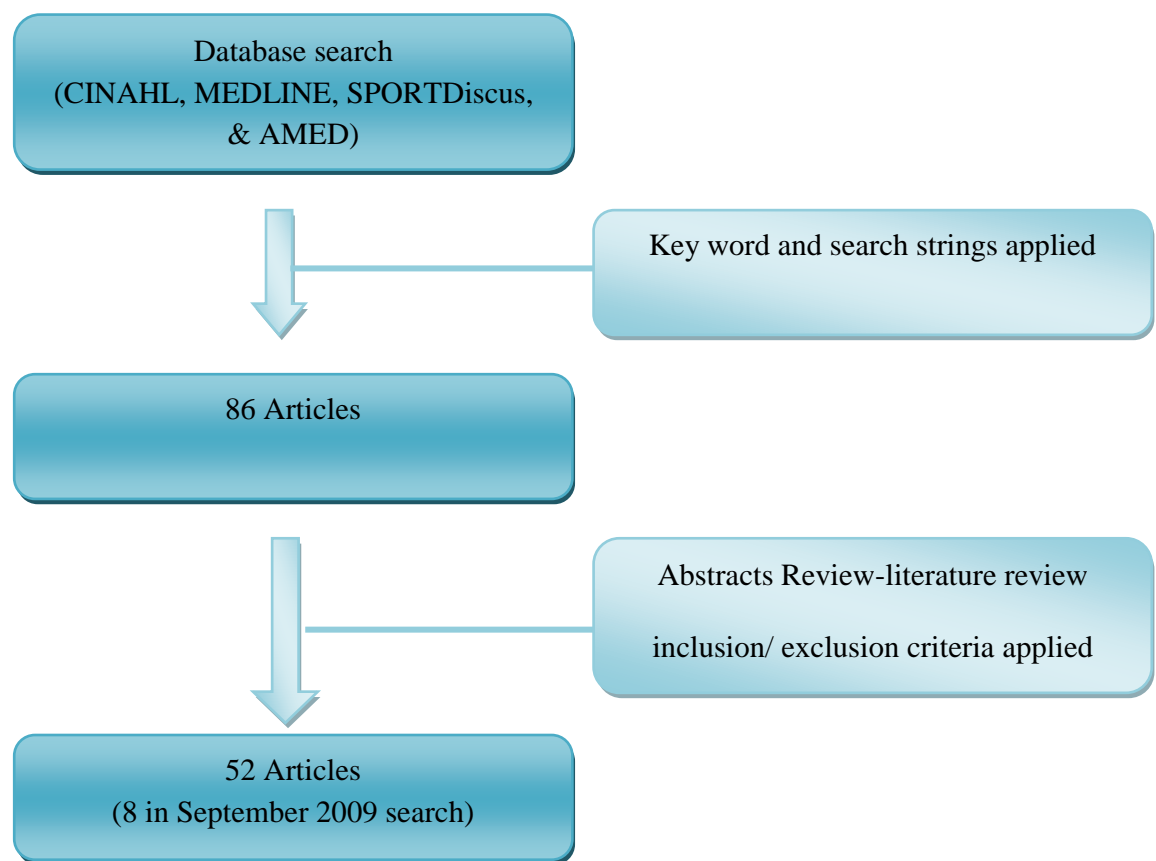 Database search
(CINAHL, MEDLINE, SPORTDiscus,
& AMED)
Key word and search strings applied
86 Articles
Abstracts Review-literature review
inclusion/ exclusion criteria applied
52 Articles
(8 in September 2009 search)